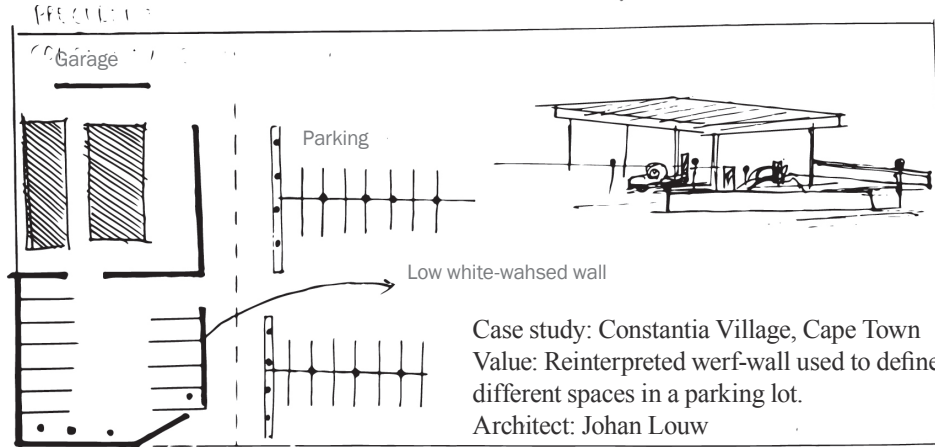 Garage
Parking
Low white-wahsed wall
Case study: Constantia Village, Cape Town
Value: Reinterpreted werf-wall used to define
different spaces in a parking lot.
Architect: Johan Louw